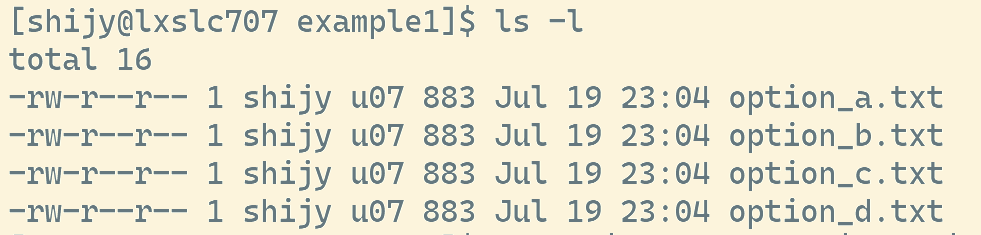 [shijy@lxslc707 example1]$ ls -l
total 16
-rw-r--r-- 1 shijy u07 883 Jul 19 23:04 option_a.txt
-rw-r--r-- 1 shijy u07 883 Jul 19 23:04 option_b.txt
-rw-r--r-- 1 shijy u07 883 Jul 19 23:04 option_c.txt
-rw-r--r-- 1 shijy u07 883 Jul 19 23:04 option_d.txt